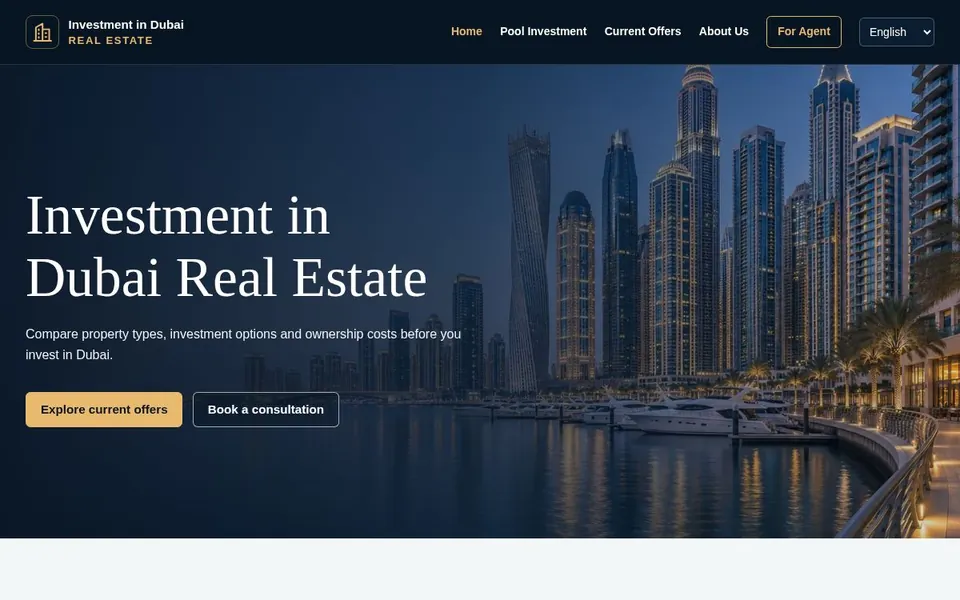 Investment in Dubai
REAL ESTATE
Home
Pool Investment
Current Offers
About Us
For Agent
English
Investment in
Dubai Real Estate
Compare property types, investment options and ownership costs before you
invest in Dubai.
Explore current offers
Book a consultation